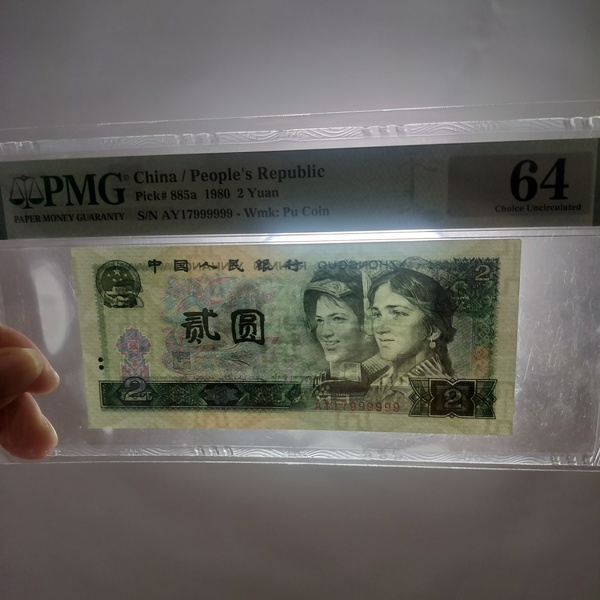 PMG
PAPER MONEY GUARANTY
China / People's Republic
Pick# 885a 1980 2 Yuan
S/N AY17999999 - Wmk: Pu Coin
64
Choice Uncirculated
中国人民银行
2
贰圆
2
AY17999999
2